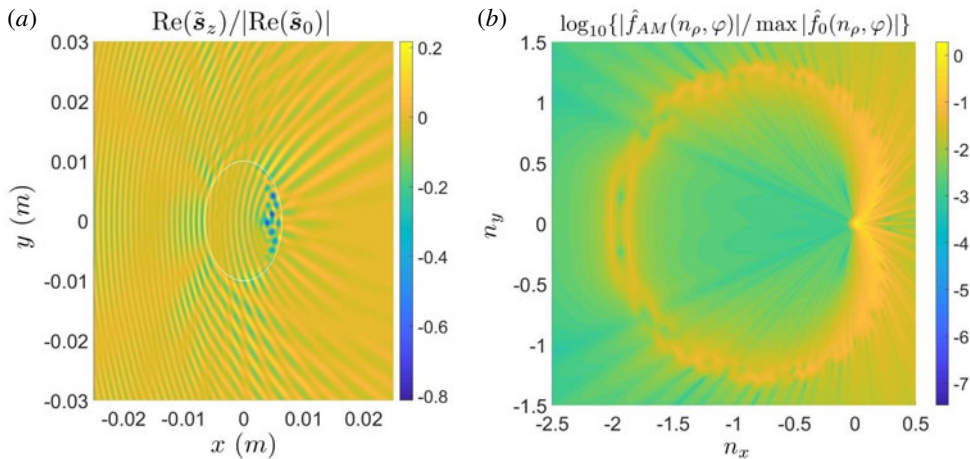 (a)
Re(s̃_z)/|Re(s̃_0)|
0.03
0.02
0.01
0
-0.01
-0.02
-0.03
y (m)
-0.02 -0.01 0 0.01 0.02
x (m)
0.2
0
-0.2
-0.4
-0.6
-0.8
(b)
log₁₀{|f̂_{AM}(n_ρ, φ)|/ max |f̂_0(n_ρ, φ)|}
1.5
1
0.5
0
-0.5
-1
-1.5
n_y
-2.5 -2 -1.5 -1 -0.5 0 0.5
n_x
0
-1
-2
-3
-4
-5
-6
-7